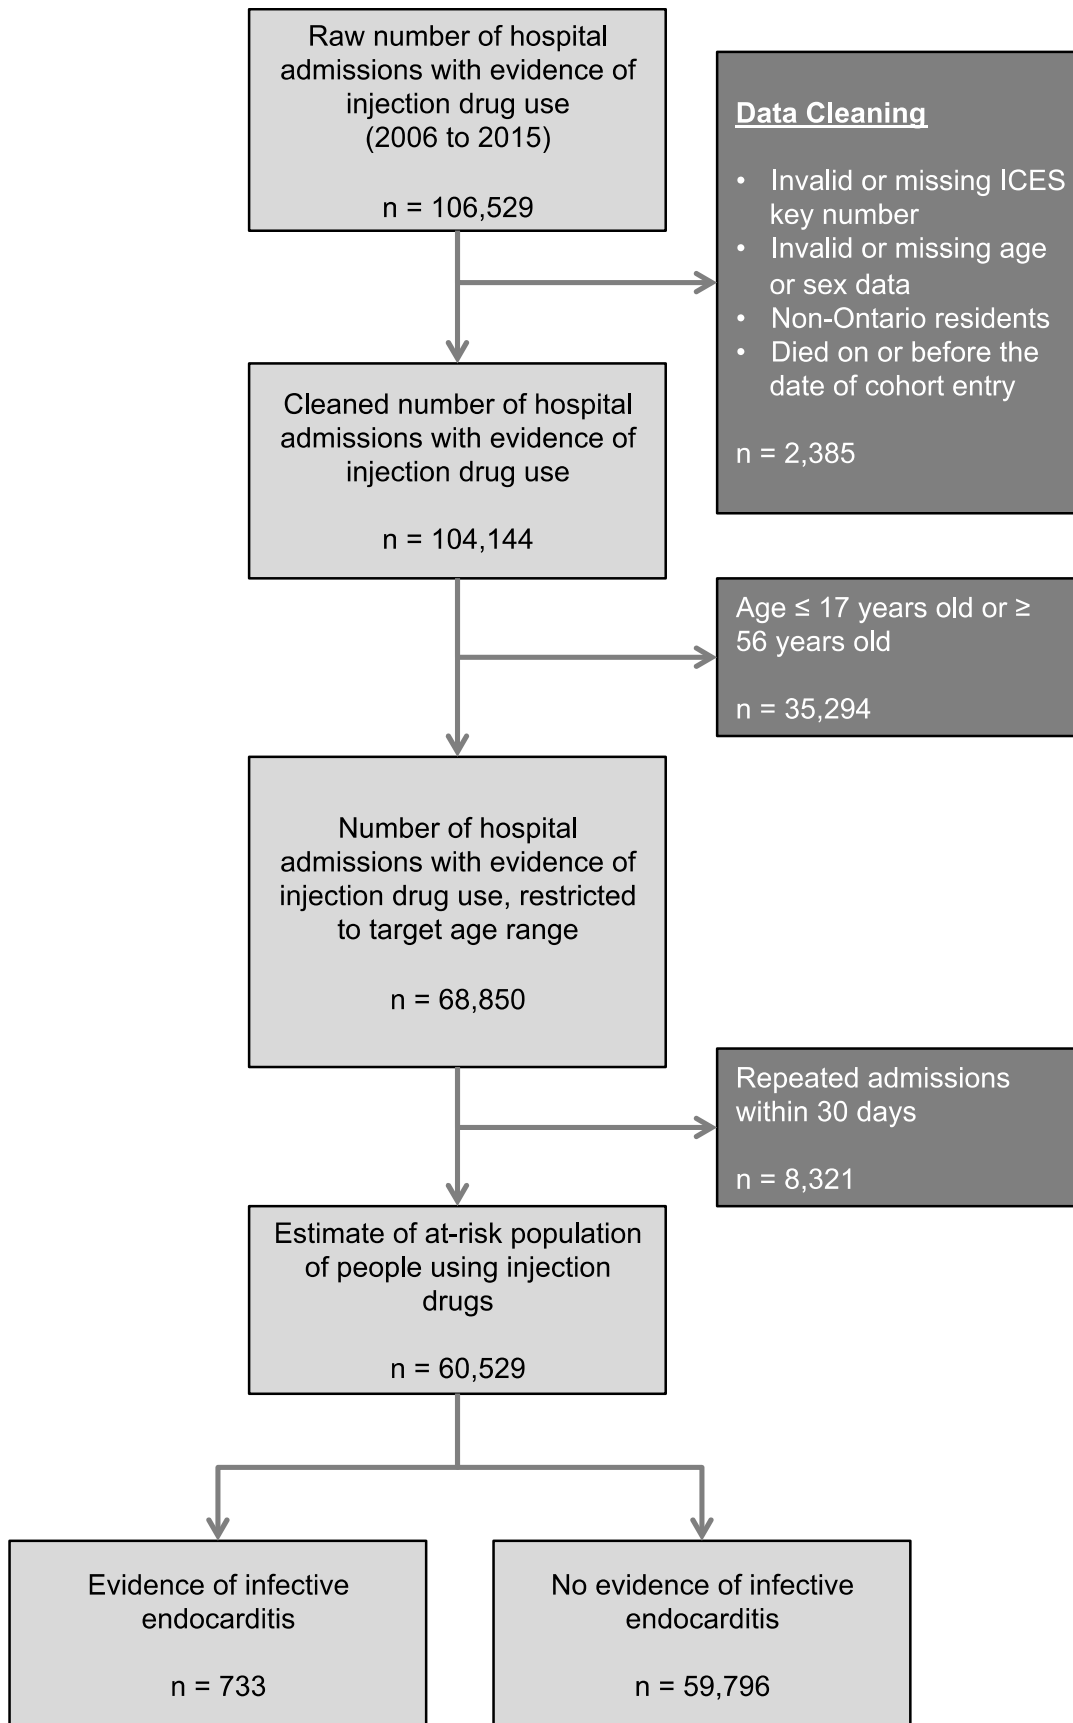 Raw number of hospital
admissions with evidence of
injection drug use
(2006 to 2015)
n = 106,529
Data Cleaning
• Invalid or missing ICES
key number
• Invalid or missing age
or sex data
• Non-Ontario residents
• Died on or before the
date of cohort entry
n = 2,385
Cleaned number of hospital
admissions with evidence of
injection drug use
n = 104,144
Age ≤ 17 years old or ≥
56 years old
n = 35,294
Number of hospital
admissions with evidence of
injection drug use, restricted
to target age range
n = 68,850
Repeated admissions
within 30 days
n = 8,321
Estimate of at-risk population
of people using injection
drugs
n = 60,529
Evidence of infective
endocarditis
n = 733
No evidence of infective
endocarditis
n = 59,796